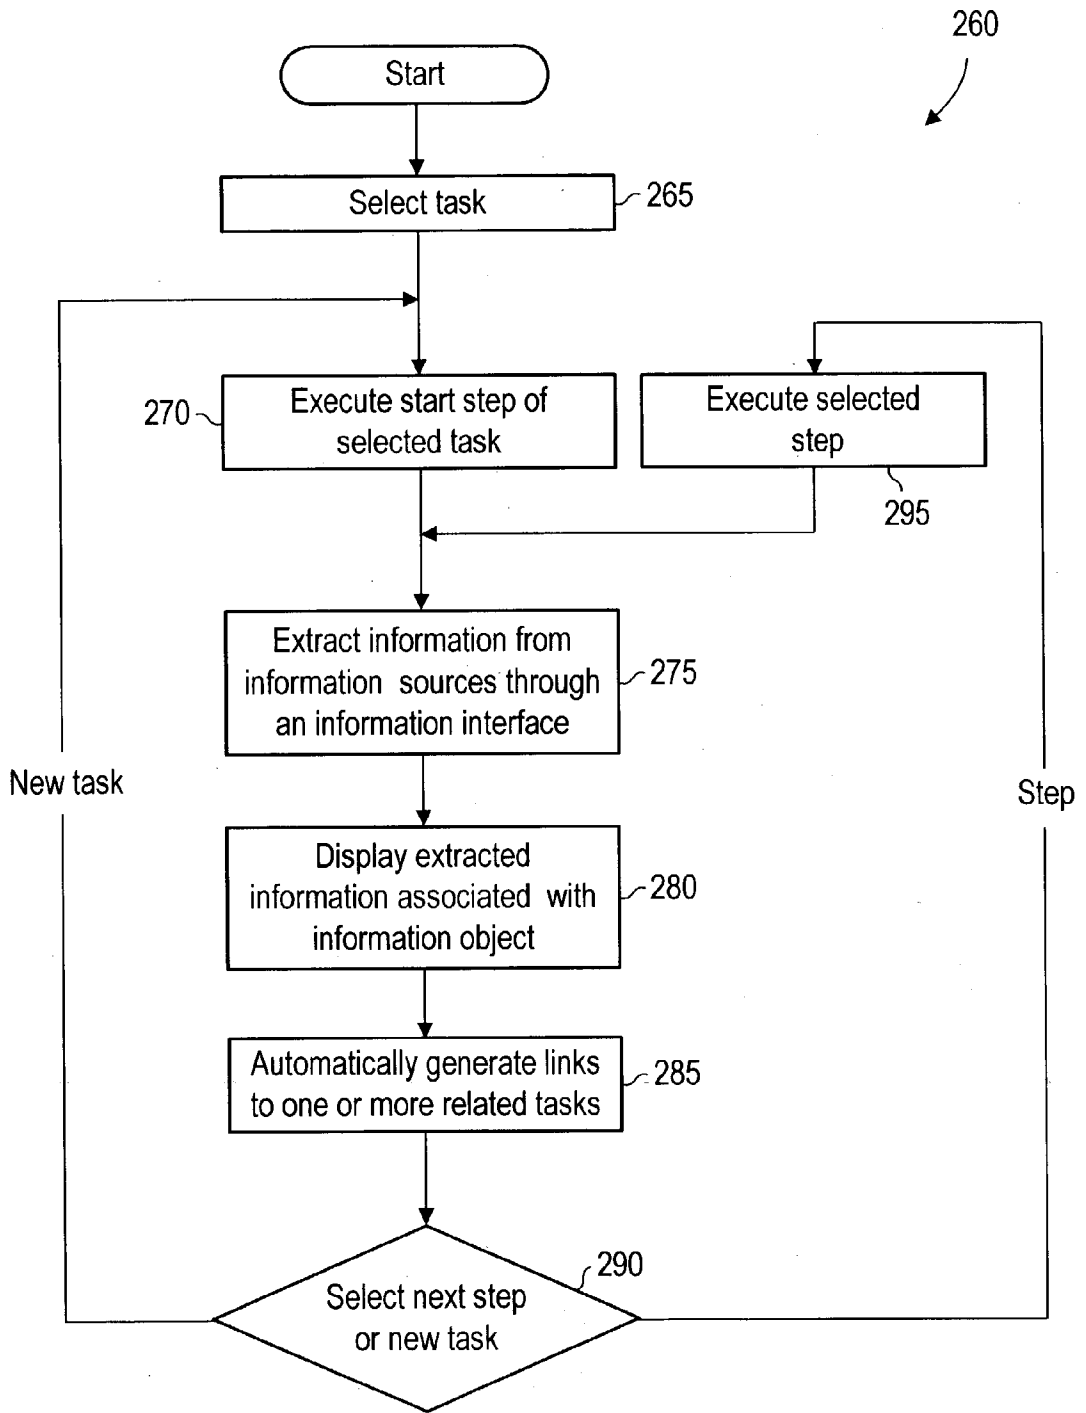 260
Start
Select task
265
270
Execute start step of
selected task
Execute selected
step
295
Extract information from
information sources through
an information interface
275
New task
Step
Display extracted
information associated with
information object
280
Automatically generate links
to one or more related tasks
285
290
Select next step
or new task